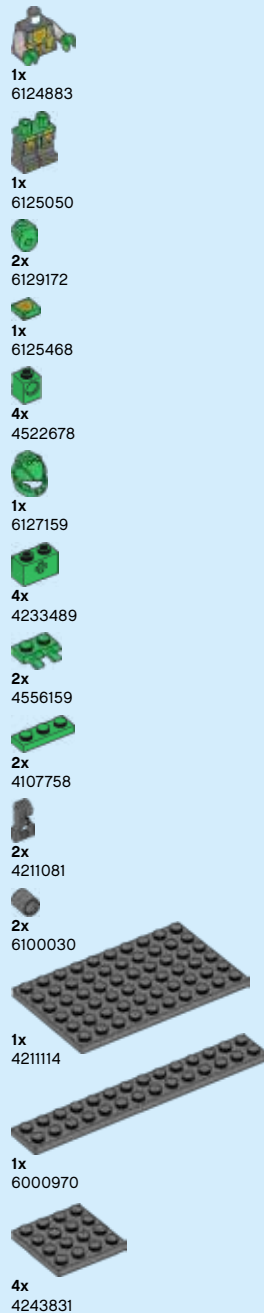 1x
6124883
1x
6125050
2x
6129172
1x
6125468
4x
4522678
1x
6127159
4x
4233489
2x
4556159
2x
4107758
2x
4211081
2x
6100030
1x
4211114
1x
6000970
4x
4243831